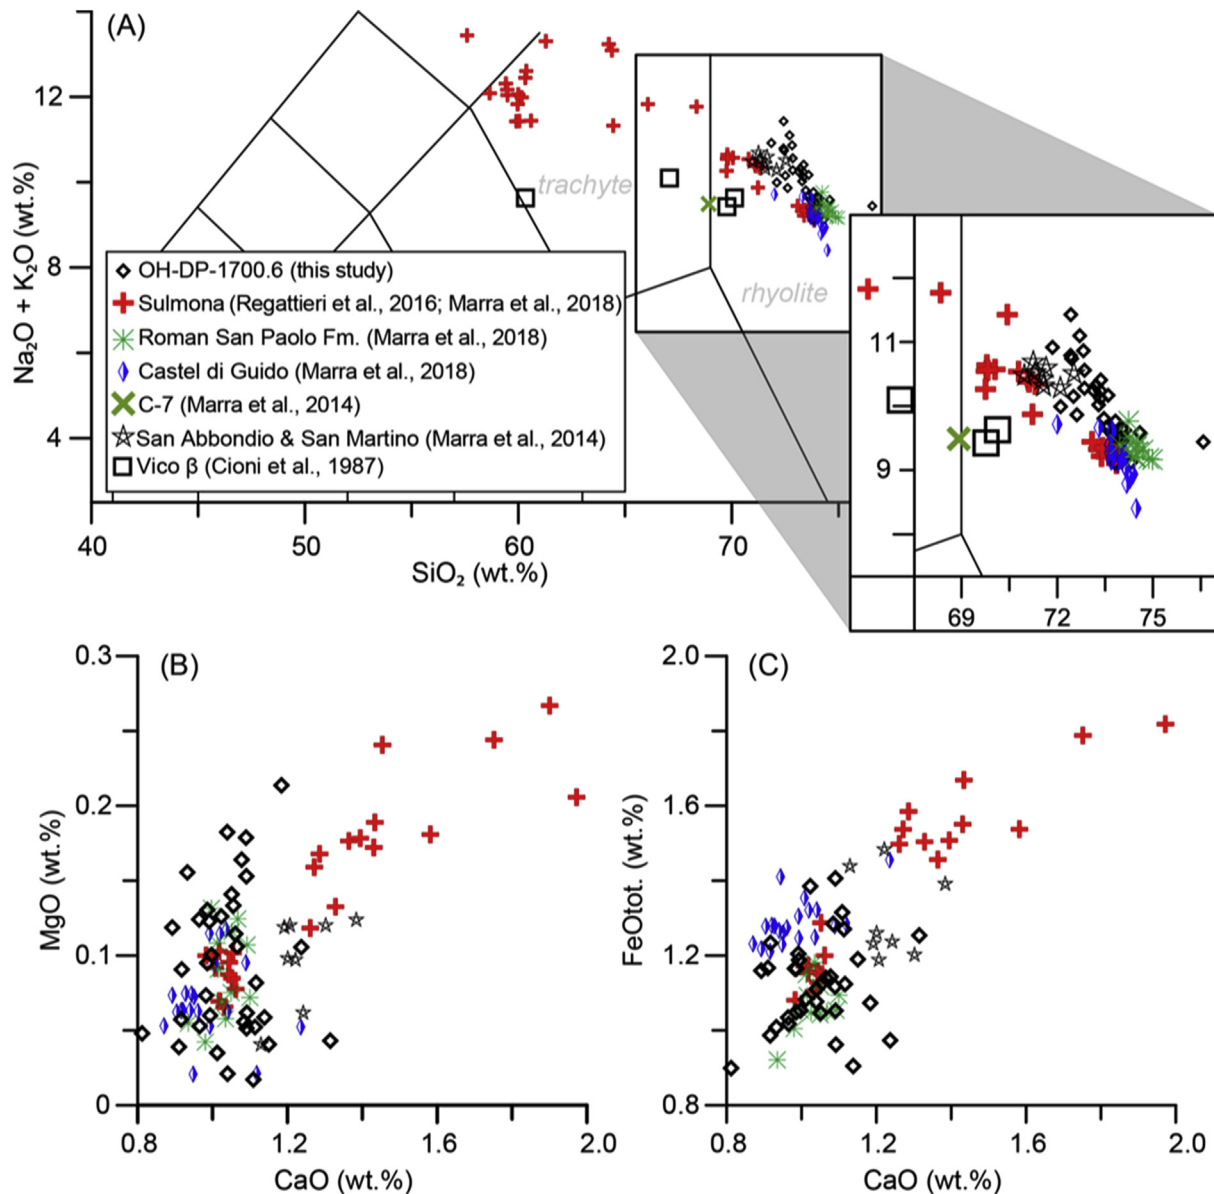 (A)
Na₂O + K₂O (wt.%)
12
8
4
trachyte
rhyolite
OH-DP-1700.6 (this study)
Sulmona (Regattieri et al., 2016; Marra et al., 2018)
Roman San Paolo Fm. (Marra et al., 2018)
Castel di Guido (Marra et al., 2018)
C-7 (Marra et al., 2014)
San Abbondio & San Martino (Marra et al., 2014)
Vico β (Cioni et al., 1987)
40 50 60 70
SiO₂ (wt.%)
11
9
69 72 75
(B)
MgO (wt.%)
0.3
0.2
0.1
0
0.8 1.2 1.6 2.0
CaO (wt.%)
(C)
FeOtot. (wt.%)
2.0
1.6
1.2
0.8
0.8 1.2 1.6 2.0
CaO (wt.%)